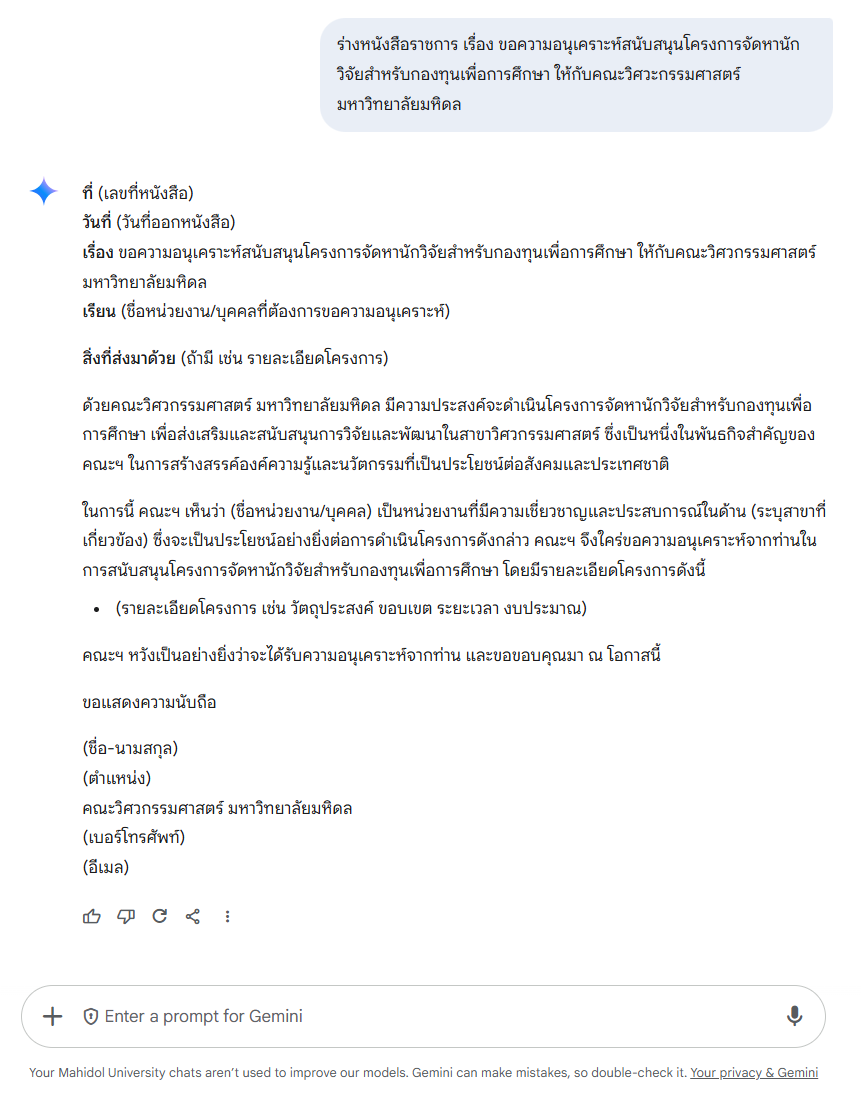 ร่างหนังสือราชการ เรื่อง ขอความอนุเคราะห์สนับสนุนโครงการจัดหานัก
วิจัยสำหรับกองทุนเพื่อการศึกษา ให้กับคณะวิศวะกรรมศาสตร์
มหาวิทยาลัยมหิดล
ที่ (เลขที่หนังสือ)
วันที่ (วันที่ออกหนังสือ)
เรื่อง ขอความอนุเคราะห์สนับสนุนโครงการจัดหานักวิจัยสำหรับกองทุนเพื่อการศึกษา ให้กับคณะวิศวกรรมศาสตร์
มหาวิทยาลัยมหิดล
เรียน (ชื่อหน่วยงาน/บุคคลที่ต้องการขอความอนุเคราะห์)
สิ่งที่ส่งมาด้วย (ถ้ามี เช่น รายละเอียดโครงการ)
ด้วยคณะวิศวกรรมศาสตร์ มหาวิทยาลัยมหิดล มีความประสงค์จะดำเนินโครงการจัดหานักวิจัยสำหรับกองทุนเพื่อ
การศึกษา เพื่อส่งเสริมและสนับสนุนการวิจัยและพัฒนาในสาขาวิศวกรรมศาสตร์ ซึ่งเป็นหนึ่งในพันธกิจสำคัญของ
คณะฯ ในการสร้างสรรค์องค์ความรู้และนวัตกรรมที่เป็นประโยชน์ต่อสังคมและประเทศชาติ
ในการนี้ คณะฯ เห็นว่า (ชื่อหน่วยงาน/บุคคล) เป็นหน่วยงานที่มีความเชี่ยวชาญและประสบการณ์ในด้าน (ระบุสาขาที่
เกี่ยวข้อง) ซึ่งจะเป็นประโยชน์อย่างยิ่งต่อการดำเนินโครงการดังกล่าว คณะฯ จึงใคร่ขอความอนุเคราะห์จากท่านใน
การสนับสนุนโครงการจัดหานักวิจัยสำหรับกองทุนเพื่อการศึกษา โดยมีรายละเอียดโครงการดังนี้
• (รายละเอียดโครงการ เช่น วัตถุประสงค์ ขอบเขต ระยะเวลา งบประมาณ)
คณะฯ หวังเป็นอย่างยิ่งว่าจะได้รับความอนุเคราะห์จากท่าน และขอขอบคุณมา ณ โอกาสนี้
ขอแสดงความนับถือ
(ชื่อ-นามสกุล)
(ตำแหน่ง)
คณะวิศวกรรมศาสตร์ มหาวิทยาลัยมหิดล
(เบอร์โทรศัพท์)
(อีเมล)
Enter a prompt for Gemini
Your Mahidol University chats aren't used to improve our models. Gemini can make mistakes, so double-check it. Your privacy & Gemini